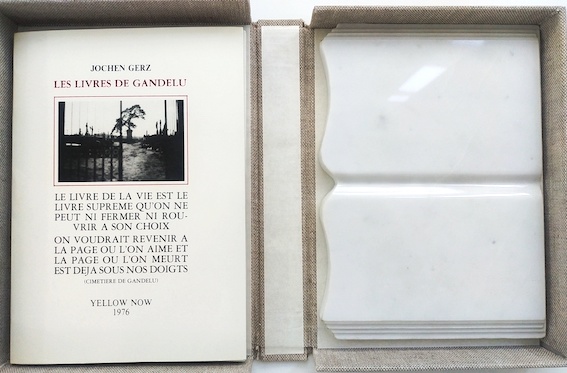 JOCHEN GERZ
LES LIVRES DE GANDELU
LE LIVRE DE LA VIE EST LE
LIVRE SUPREME QU'ON NE
PEUT NI FERMER NI ROU-
VRIR A SON CHOIX
ON VOUDRAIT REVENIR A
LA PAGE OU L'ON AIME ET
LA PAGE OU L'ON MEURT
EST DEJA SOUS NOS DOIGTS
(CIMETIERE DE GANDELU)
YELLOW NOW
1976